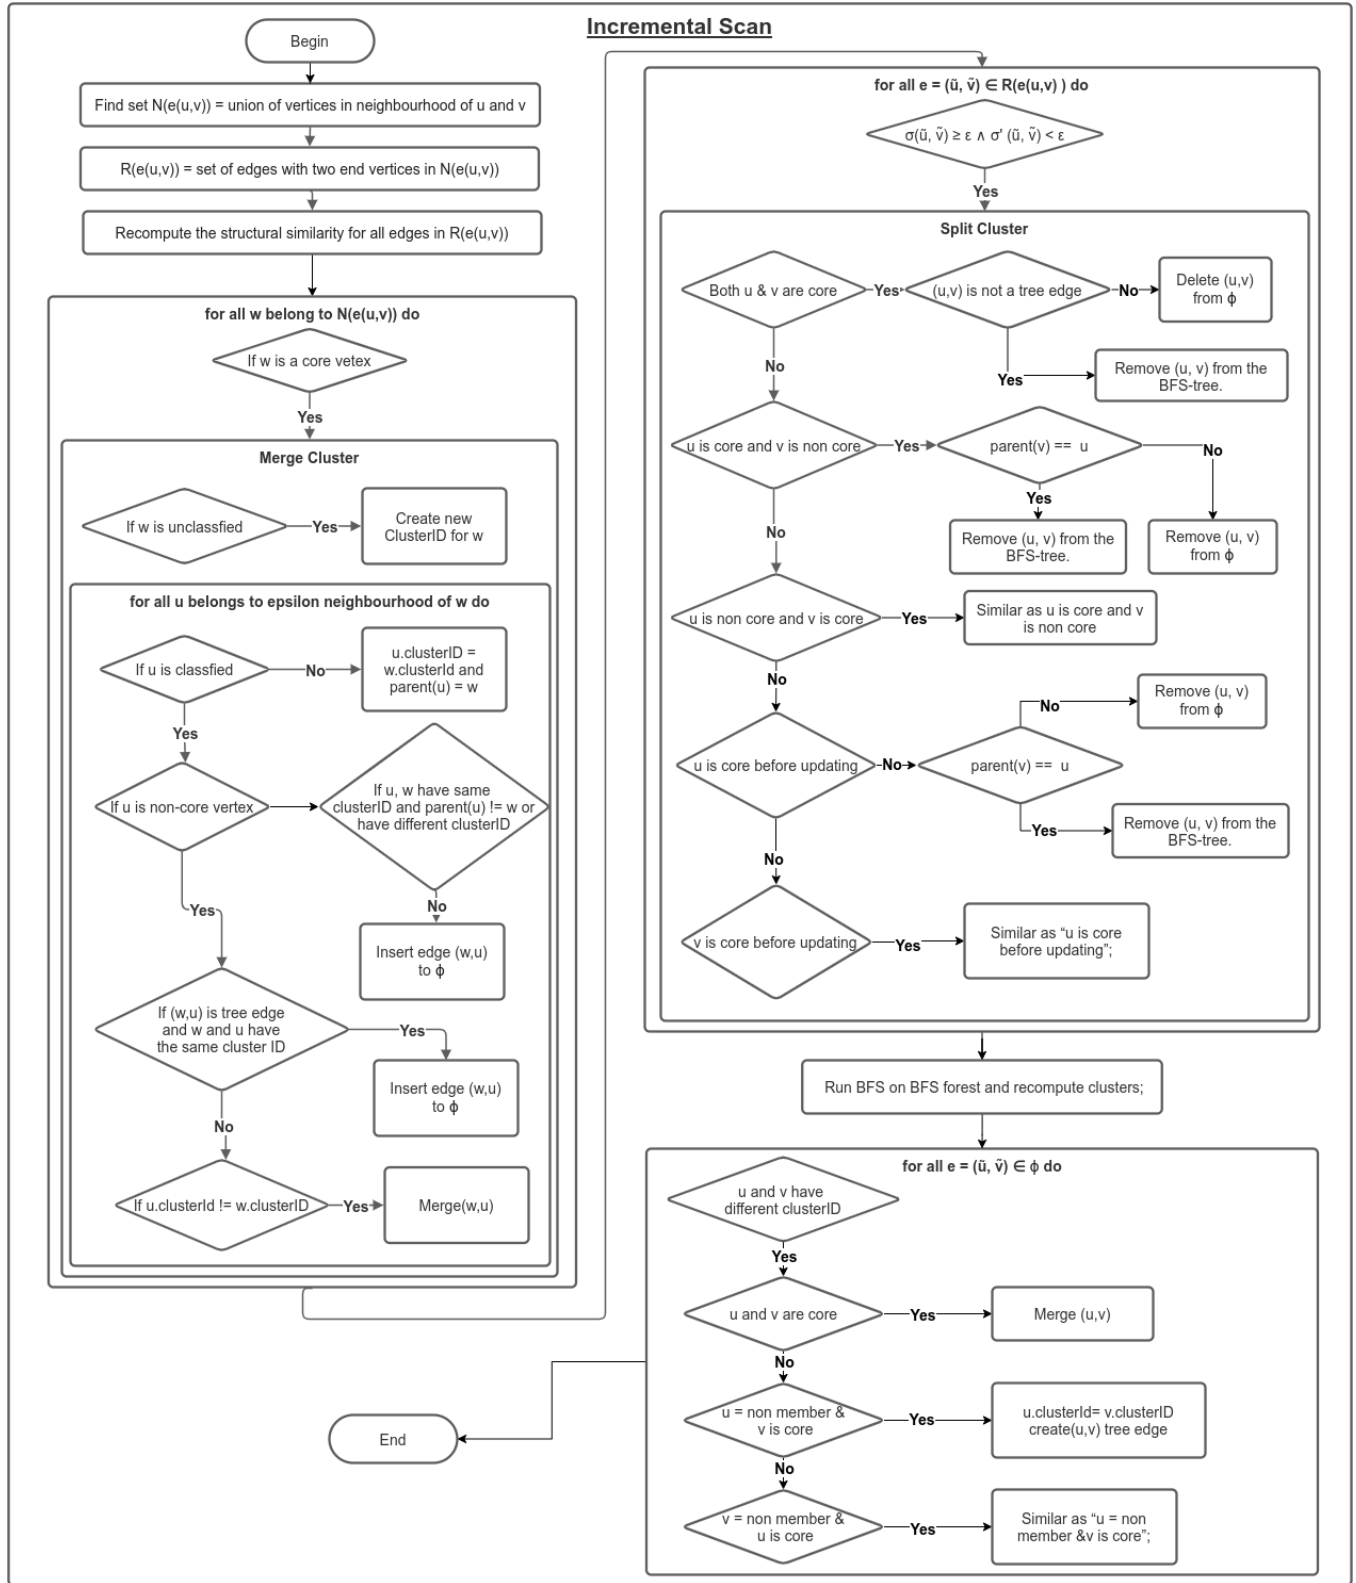 Incremental Scan
Begin
Find set N(e(u,v)) = union of vertices in neighbourhood of u and v
R(e(u,v)) = set of edges with two end vertices in N(e(u,v))
Recompute the structural similarity for all edges in R(e(u,v))
for all w belong to N(e(u,v)) do
If w is a core vetex
Yes
Merge Cluster
If w is unclassfied
Yes
Create new
ClusterID for w
for all u belongs to epsilon neighbourhood of w do
If u is classfied
No
u.clusterID =
w.clusterId and
parent(u) = w
Yes
If u is non-core vertex
If u, w have same
clusterID and parent(u) != w or
have different clusterID
No
Insert edge (w,u)
to ϕ
Yes
If (w,u) is tree edge
and w and u have
the same cluster ID
Yes
Insert edge (w,u)
to ϕ
No
If u.clusterId != w.clusterID
Yes
Merge(w,u)
for all e = (ũ, ṽ) ∈ R(e(u,v) ) do
σ(ũ, ṽ) ≥ ε ∧ σ' (ũ, ṽ) < ε
Yes
Split Cluster
Both u & v are core
Yes
(u,v) is not a tree edge
No
Delete (u,v)
from ϕ
Yes
Remove (u, v) from the
BFS-tree.
No
u is core and v is non core
Yes
parent(v) == u
No
Yes
Remove (u, v) from the
BFS-tree.
Remove (u, v)
from ϕ
No
u is non core and v is core
Yes
Similar as u is core and v
is non core
No
u is core before updating
No
parent(v) == u
No
Remove (u, v)
from ϕ
Yes
Remove (u, v) from the
BFS-tree.
No
v is core before updating
Yes
Similar as “u is core
before updating”;
Run BFS on BFS forest and recompute clusters;
for all e = (ũ, ṽ) ∈ ϕ do
u and v have
different clusterID
Yes
u and v are core
Yes
Merge (u,v)
No
u = non member &
v is core
Yes
u.clusterId= v.clusterID
create(u,v) tree edge
No
v = non member &
u is core
Yes
Similar as “u = non
member &v is core”;
End